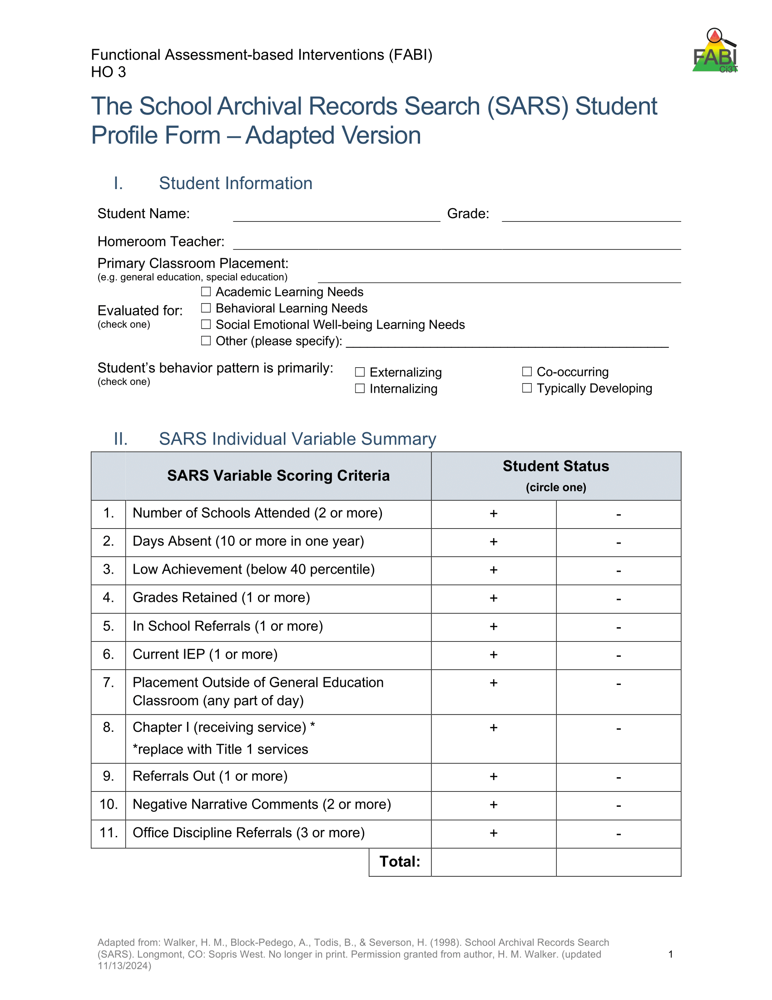 Functional Assessment-based Interventions (FABI)
HO 3
FABI
Ci3T
The School Archival Records Search (SARS) Student
Profile Form – Adapted Version
I. Student Information
Student Name: Grade:
Homeroom Teacher:
Primary Classroom Placement:
(e.g. general education, special education)
Evaluated for:
(check one)
☐ Academic Learning Needs
☐ Behavioral Learning Needs
☐ Social Emotional Well-being Learning Needs
☐ Other (please specify):
Student’s behavior pattern is primarily:
(check one)
☐ Externalizing ☐ Co-occurring
☐ Internalizing ☐ Typically Developing
II. SARS Individual Variable Summary
SARS Variable Scoring Criteria
Student Status
(circle one)
1. Number of Schools Attended (2 or more) + -
2. Days Absent (10 or more in one year) + -
3. Low Achievement (below 40 percentile) + -
4. Grades Retained (1 or more) + -
5. In School Referrals (1 or more) + -
6. Current IEP (1 or more) + -
7. Placement Outside of General Education + -
Classroom (any part of day)
8. Chapter I (receiving service) * + -
*replace with Title 1 services
9. Referrals Out (1 or more) + -
10. Negative Narrative Comments (2 or more) + -
11. Office Discipline Referrals (3 or more) + -
Total:
Adapted from: Walker, H. M., Block-Pedego, A., Todis, B., & Severson, H. (1998). School Archival Records Search
(SARS). Longmont, CO: Sopris West. No longer in print. Permission granted from author, H. M. Walker. (updated
11/13/2024)
1